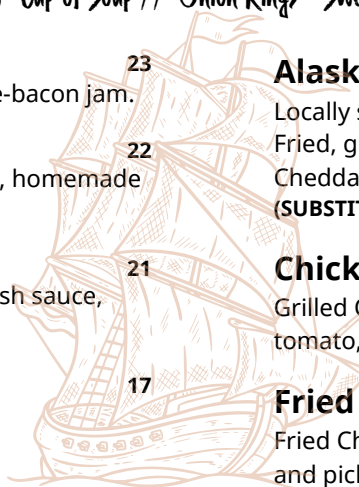 Cup of Soup // Onion Rings
23
-bacon jam.
22
, homemade
21
sh sauce,
17
Alask
Locally s
Fried, g
Chedda
(SUBSTIT
Chick
Grilled C
tomato,
Fried
Fried Ch
and pick